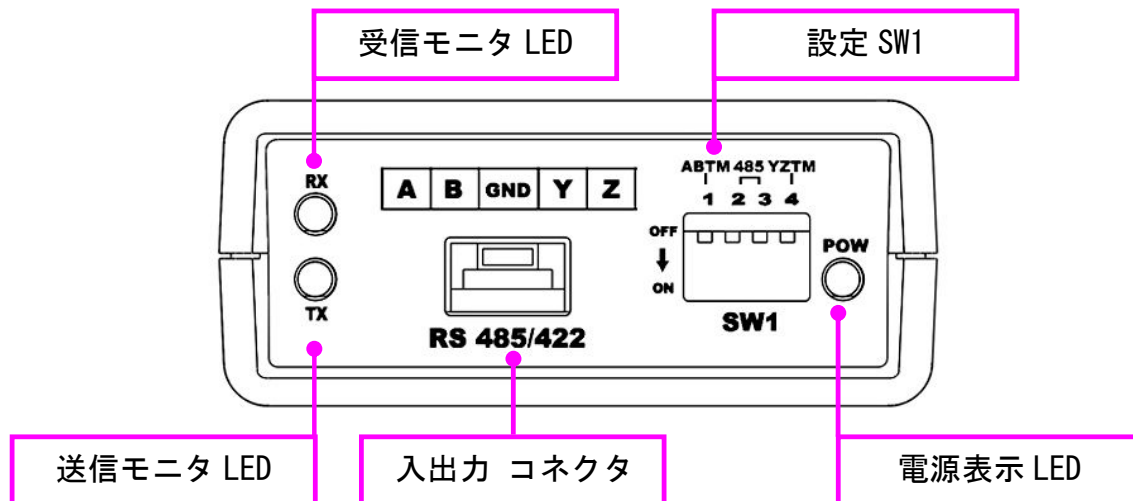 受信モニタ LED
設定 SW1
RX
A B GND Y Z
ABTM 485 YZTM
1 2 3 4
OFF
ON
POW
TX
RS 485/422
SW1
送信モニタ LED
入出力 コネクタ
電源表示 LED